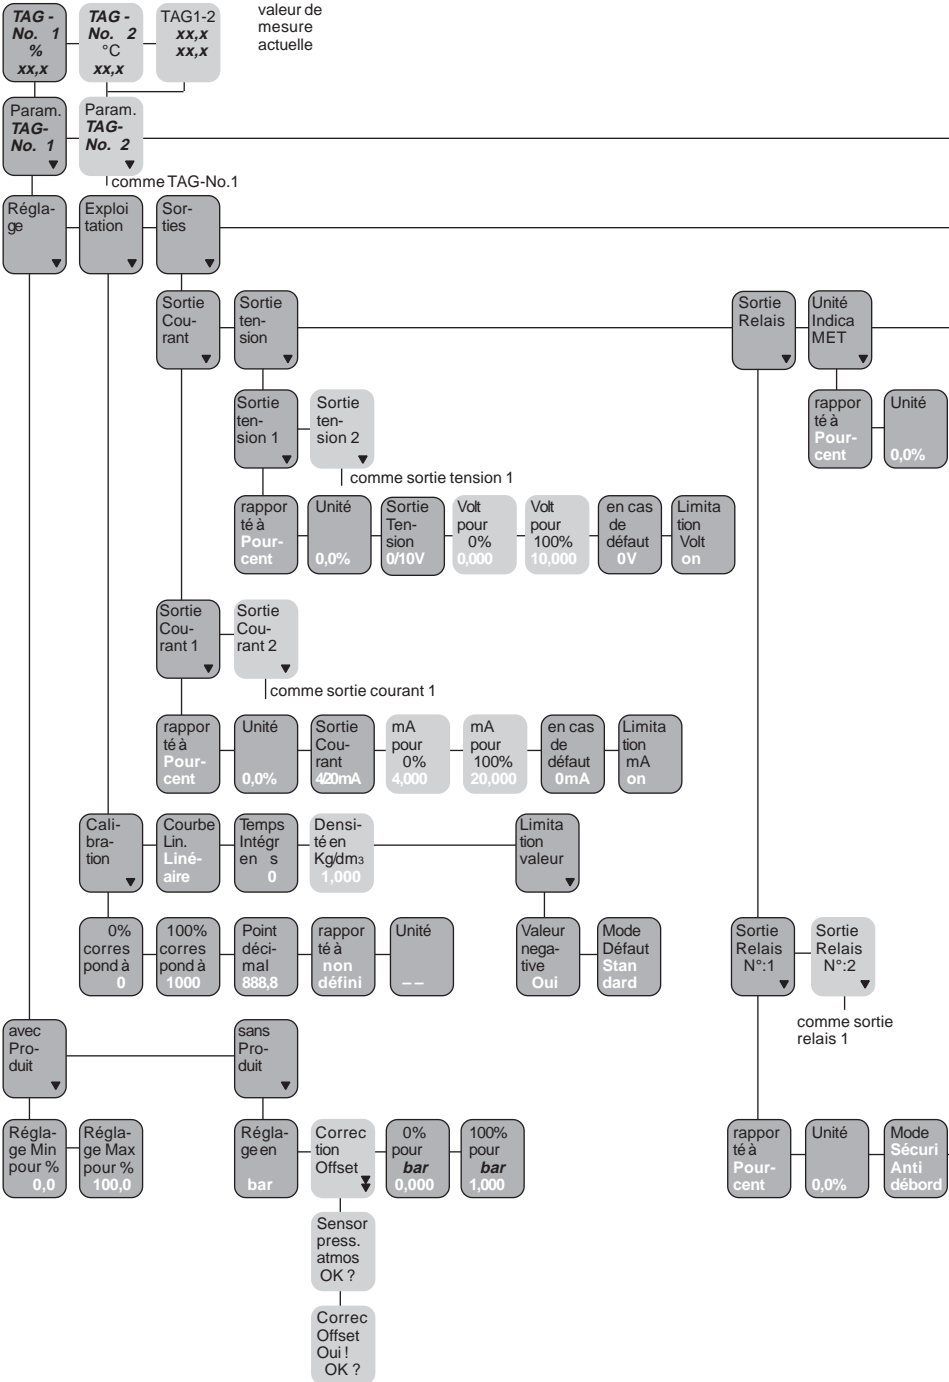 TAG -
No. 1
%
xx,x
TAG -
No. 2
°C
xx,x
TAG1-2
xx,x
xx,x
valeur de
mesure
actuelle
Param.
TAG-
No. 1
Param.
TAG-
No. 2
comme TAG-No.1
Régla-
ge
Exploi
tation
Sor-
ties
Sortie
Cou-
rant
Sortie
ten-
sion
Sortie
Relais
Unité
Indica
MET
Sortie
ten-
sion 1
Sortie
ten-
sion 2
rappor
té à
Pour-
cent
Unité
0,0%
comme sortie tension 1
rappor
té à
Pour-
cent
Unité
0,0%
Sortie
Ten-
sion
0/10V
Volt
pour
0%
0,000
Volt
pour
100%
10,000
en cas
de
défaut
0V
Limita
tion
Volt
on
Sortie
Cou-
rant 1
Sortie
Cou-
rant 2
comme sortie courant 1
rappor
té à
Pour-
cent
Unité
0,0%
Sortie
Cou-
rant
4/20mA
mA
pour
0%
4,000
mA
pour
100%
20,000
en cas
de
défaut
0mA
Limita
tion
mA
on
Cali-
bra-
tion
Courbe
Lin.
Liné-
aire
Temps
Intégr
en s
0
Densi-
té en
Kg/dm3
1,000
Limita
tion
valeur
0%
corres
pond à
0
100%
corres
pond à
1000
Point
déci-
mal
888,8
rappor
té à
non
défini
Unité
– –
Valeur
nega-
tive
Oui
Mode
Défaut
Stan
dard
Sortie
Relais
N°:1
Sortie
Relais
N°:2
comme sortie
relais 1
avec
Pro-
duit
sans
Pro-
duit
Régla-
ge Min
pour %
0,0
Régla-
ge Max
pour %
100,0
Régla-
ge en
bar
Correc
tion
Offset
0%
pour
bar
0,000
100%
pour
bar
1,000
rappor
té à
Pour-
cent
Unité
0,0%
Mode
Sécuri
Anti
débord
Sensor
press.
atmos
OK ?
Correc
Offset
Oui !
OK ?